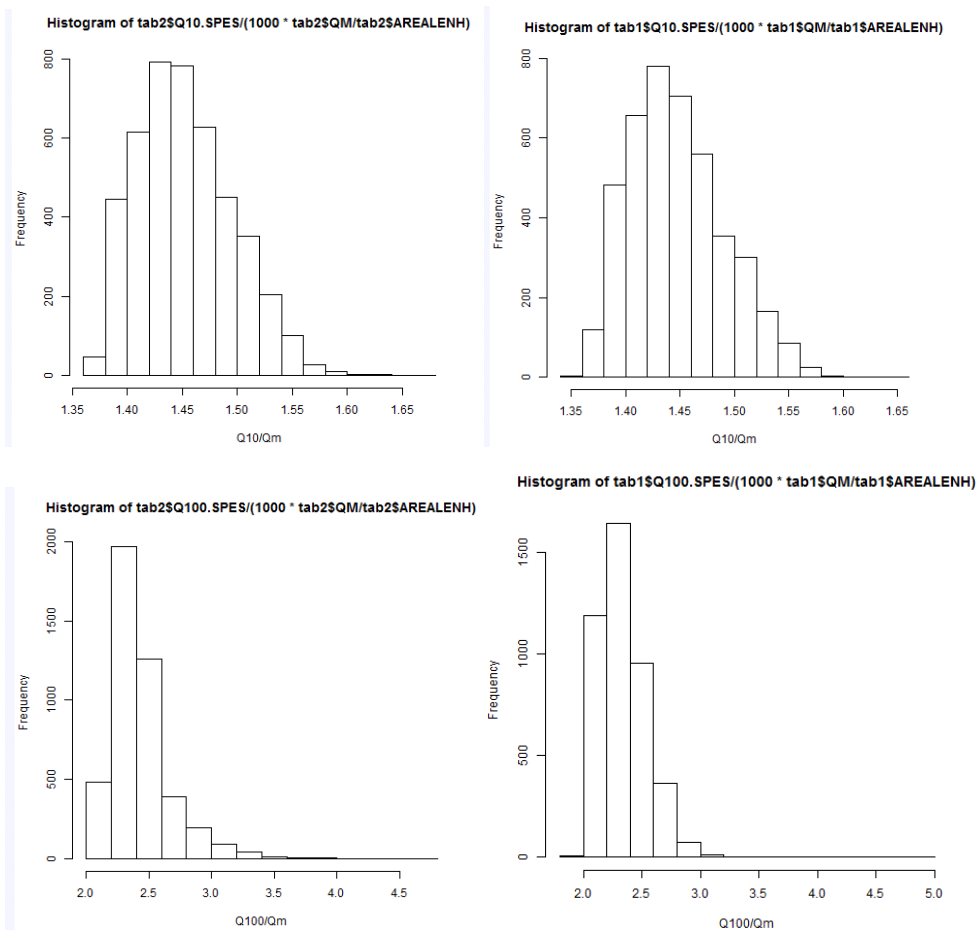 Histogram of tab2$Q10.SPES/(1000 * tab2$QM/tab2$AREALENH)
Frequency
0
200
400
600
800
1.35 1.40 1.45 1.50 1.55 1.60 1.65
Q10/Qm
Histogram of tab1$Q10.SPES/(1000 * tab1$QM/tab1$AREALENH)
Frequency
0
200
400
600
800
1.35 1.40 1.45 1.50 1.55 1.60 1.65
Q10/Qm
Histogram of tab2$Q100.SPES/(1000 * tab2$QM/tab2$AREALENH)
Frequency
0
500
1000
1500
2000
2.0 2.5 3.0 3.5 4.0 4.5
Q100/Qm
Histogram of tab1$Q100.SPES/(1000 * tab1$QM/tab1$AREALENH)
Frequency
0
500
1000
1500
2.0 2.5 3.0 3.5 4.0 4.5 5.0
Q100/Qm